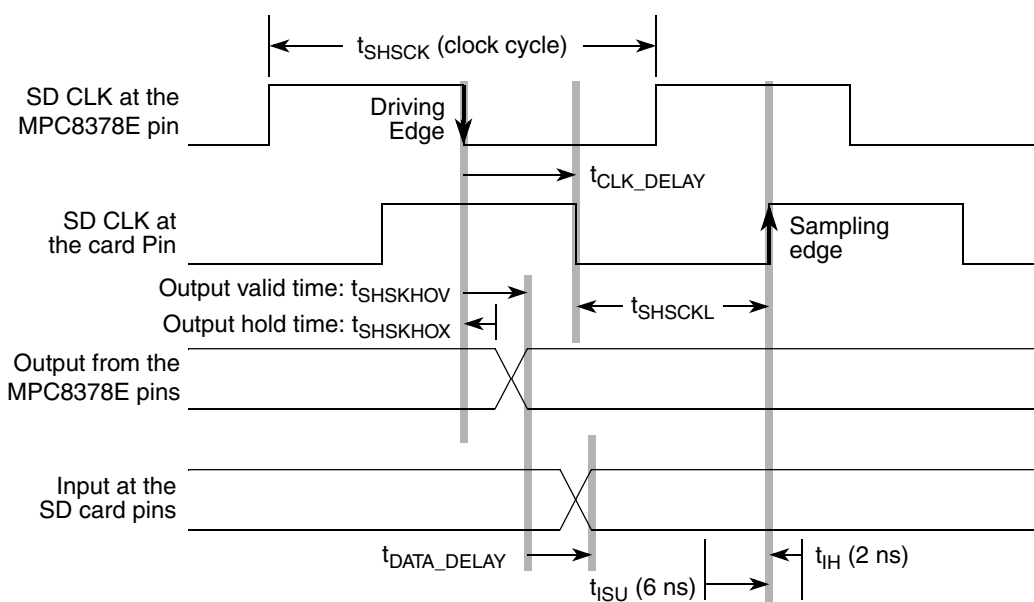 tSHSCK (clock cycle)
SD CLK at the
MPC8378E pin
Driving
Edge
tCLK_DELAY
SD CLK at
the card Pin
Sampling
edge
Output valid time: tSHSKHOV
tSHSCKL
Output hold time: tSHSKHOX
Output from the
MPC8378E pins
Input at the
SD card pins
tDATA_DELAY
tIH (2 ns)
tISU (6 ns)